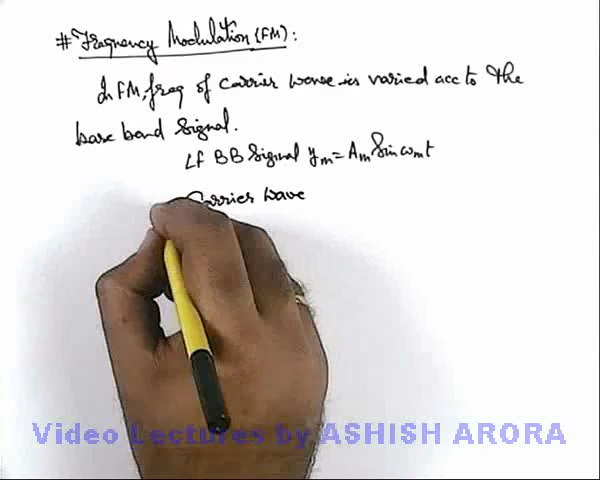 # Frequency Modulation (FM) :
In FM, freq of carrier wave is varied acc to the
base band signal.
LF BB signal ym = Am Sin ωmt
Carrier wave
Video Lectures by ASHISH ARORA